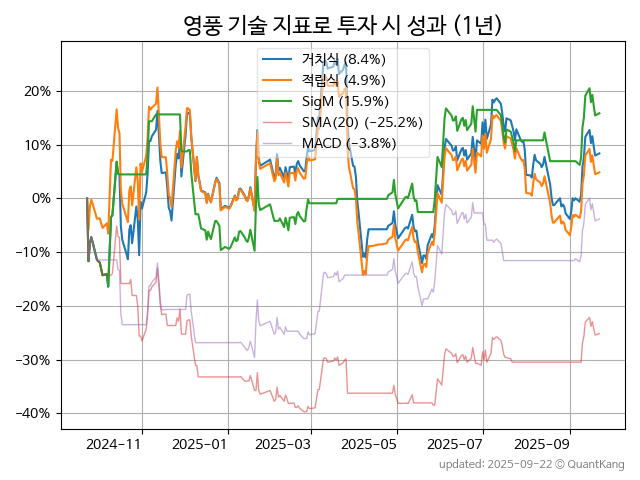 영풍 기술 지표로 투자 시 성과 (1년)
거치식 (8.4%)
적립식 (4.9%)
SigM (15.9%)
SMA(20) (−25.2%)
MACD (−3.8%)
20%
10%
0%
−10%
−20%
−30%
−40%
2024-11 2025-01 2025-03 2025-05 2025-07 2025-09
updated: 2025-09-22 ⓒ QuantKang